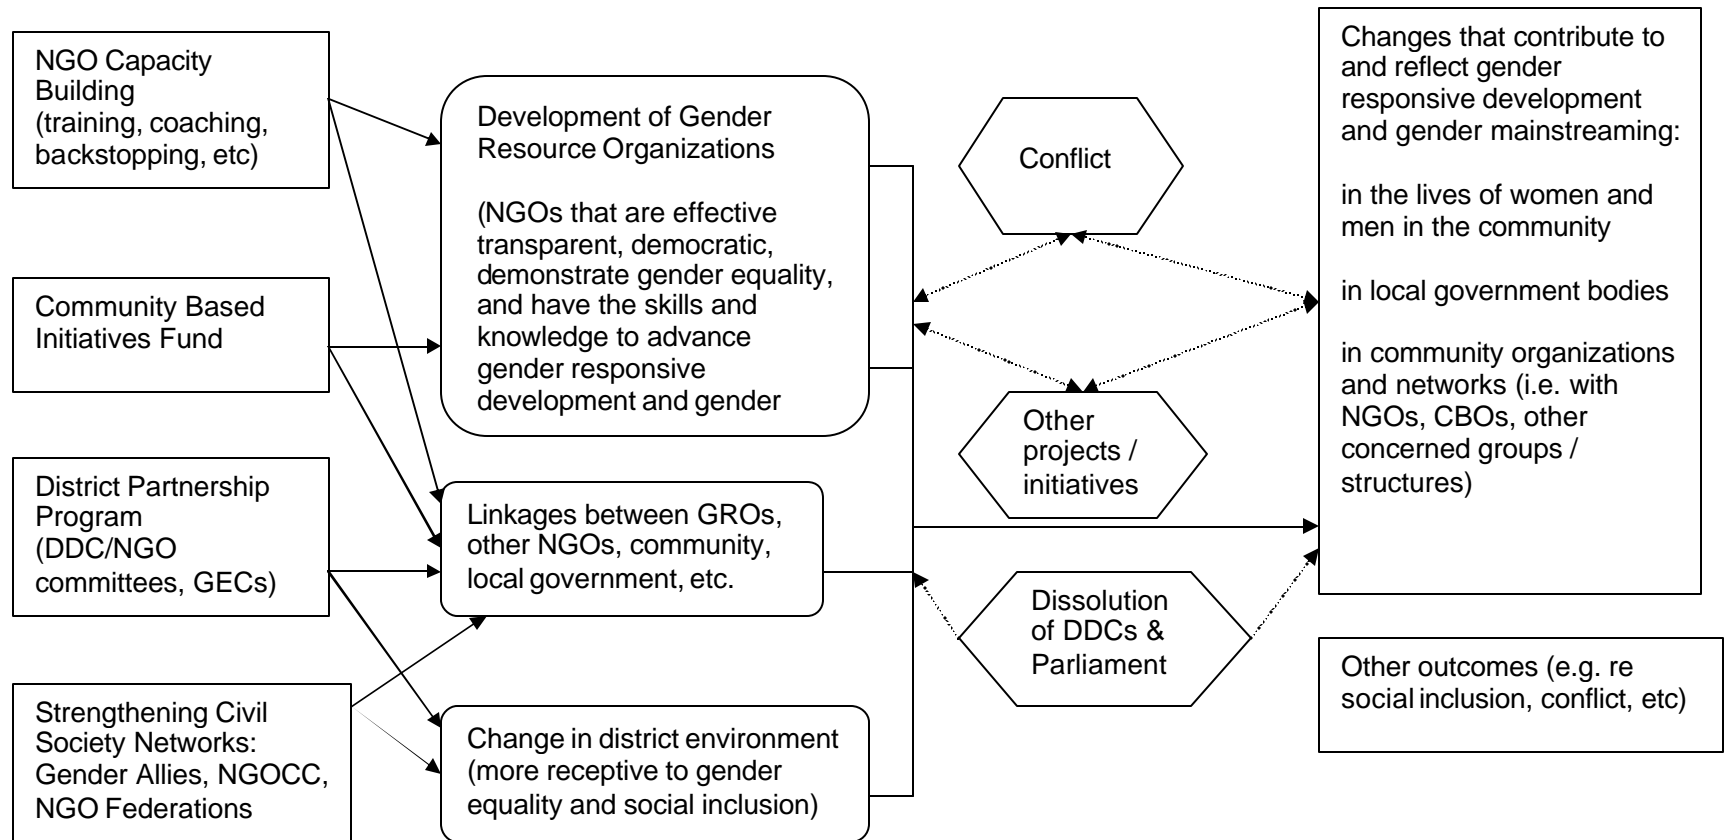 NGO Capacity
Building
(training, coaching,
backstopping, etc)
Community Based
Initiatives Fund
District Partnership
Program
(DDC/NGO
committees, GECs)
Strengthening Civil
Society Networks:
Gender Allies, NGOCC,
NGO Federations
Development of Gender
Resource Organizations
(NGOs that are effective
transparent, democratic,
demonstrate gender equality,
and have the skills and
knowledge to advance
gender responsive
development and gender
Linkages between GROs,
other NGOs, community,
local government, etc.
Change in district environment
(more receptive to gender
equality and social inclusion)
Conflict
Other
projects /
initiatives
Dissolution
of DDCs &
Parliament
Changes that contribute to
and reflect gender
responsive development
and gender mainstreaming:
in the lives of women and
men in the community
in local government bodies
in community organizations
and networks (i.e. with
NGOs, CBOs, other
concerned groups /
structures)
Other outcomes (e.g. re
social inclusion, conflict, etc)